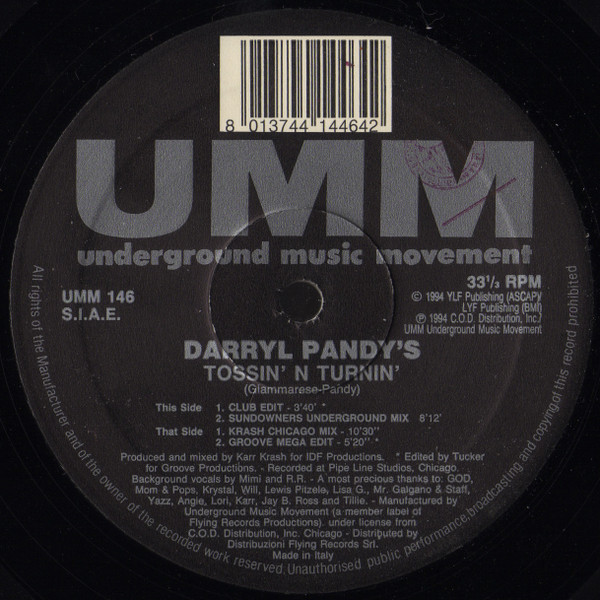 8 013744 144642
UMM
underground music movement
UMM 146
S.I.A.E.
33⅓ RPM
© 1994 YLF Publishing (ASCAP)/
LYF Publishing (BMI)
℗ 1994 C.O.D. Distribution, Inc./
UMM Underground Music Movement
DARRYL PANDY'S
TOSSIN' N TURNIN'
(Glammarese-Pandy)
This Side 1. CLUB EDIT - 3'40' *
2. SUNDOWNERS UNDERGROUND MIX 8'12'
That Side 1. KRASH CHICAGO MIX - 10'30"
2. GROOVE MEGA EDIT - 5'20" *
Produced and mixed by Karr Krash for IDF Productions. * Edited by Tucker
for Groove Productions. - Recorded at Pipe Line Studios, Chicago.
Background vocals by Mimi and R.R. - A most precious thanks to: GOD,
Mom & Pops, Krystal, Will, Lewis Pitzele, Lisa G., Mr. Galgano & Staff,
Yazz, Angie, Lori, Karr, Jay B. Ross and Tillie. - Manufactured by
Underground Music Movement (a member label of
Flying Records Productions). under license from
C.O.D. Distribution, Inc. Chicago - Distributed by
Distribuzioni Flying Records Srl.
Made in Italy
All rights of the Manufacturer and of the owner of the recorded work reserved. Unauthorised public performance, broadcasting and copying of this record prohibited